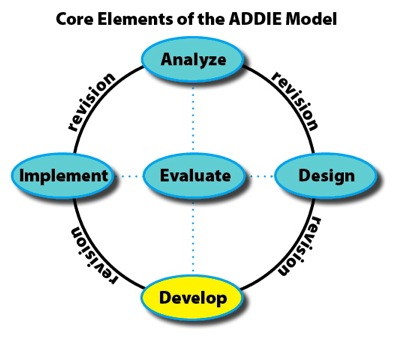 Core Elements of the ADDIE Model
Analyze
revision
revision
Implement
Evaluate
Design
revision
revision
Develop